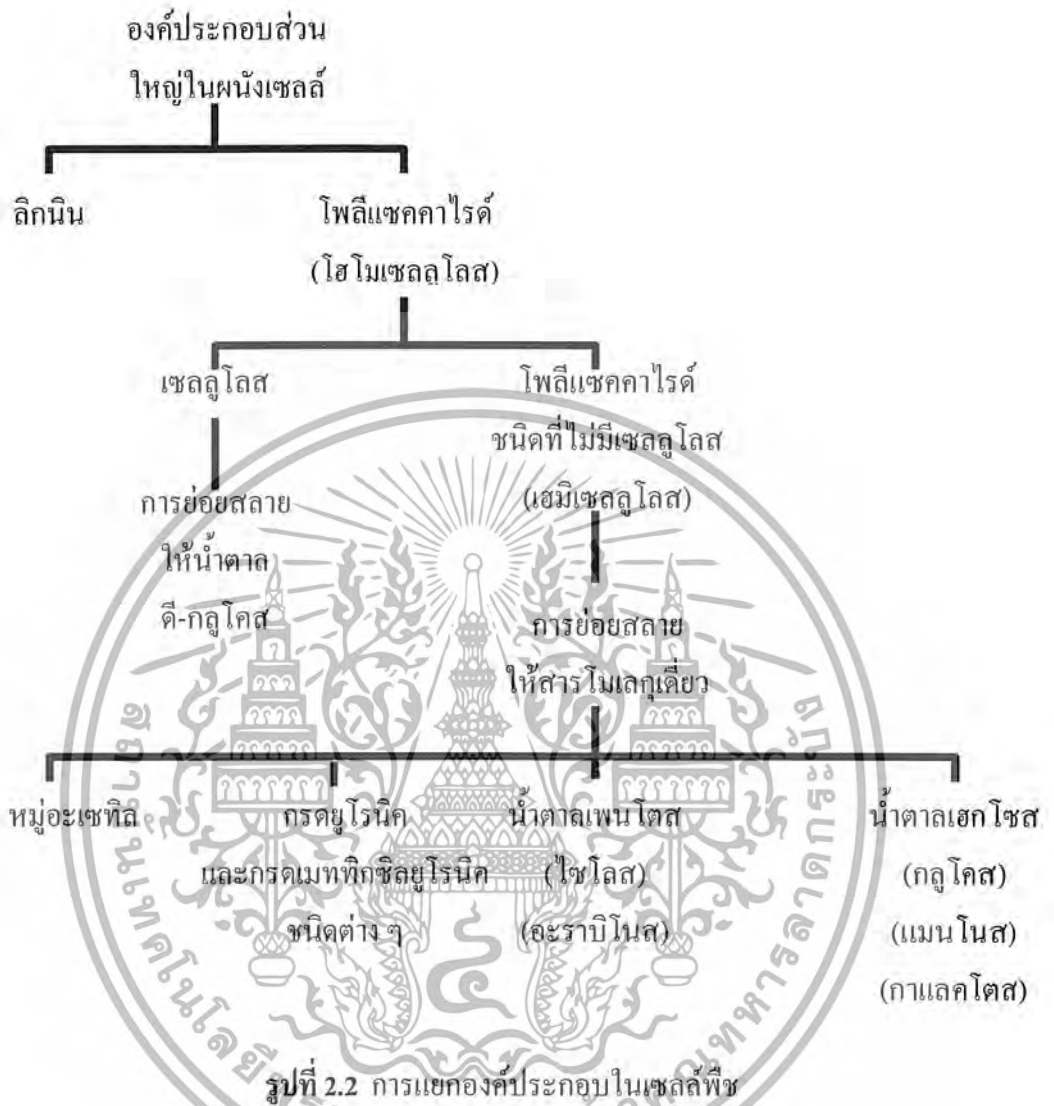 องค์ประกอบส่วน
ใหญ่ในผนังเซลล์
ลิกนิน
โพลีแซคคาไรด์
(โฮโมเซลลูโลส)
เซลลูโลส
โพลีแซคคาไรด์
ชนิดที่ไม่มีเซลลูโลส
(เฮมิเซลลูโลส)
การย่อยสลาย
ให้น้ำตาล
ดี-กลูโคส
การย่อยสลาย
ให้สารโมเลกุเดี่ยว
หมู่อะเซทิล
กรดยูโรนิค
และกรดเมททิกซิลยูโรนิค
ชนิดต่าง ๆ
น้ำตาลเพนโตส
(ไซโลส)
(อะราบิโนส)
น้ำตาลเฮกโซส
(กลูโคส)
(แมนโนส)
(กาแลคโตส)
รูปที่ 2.2 การแยกองค์ประกอบในเซลล์พืช